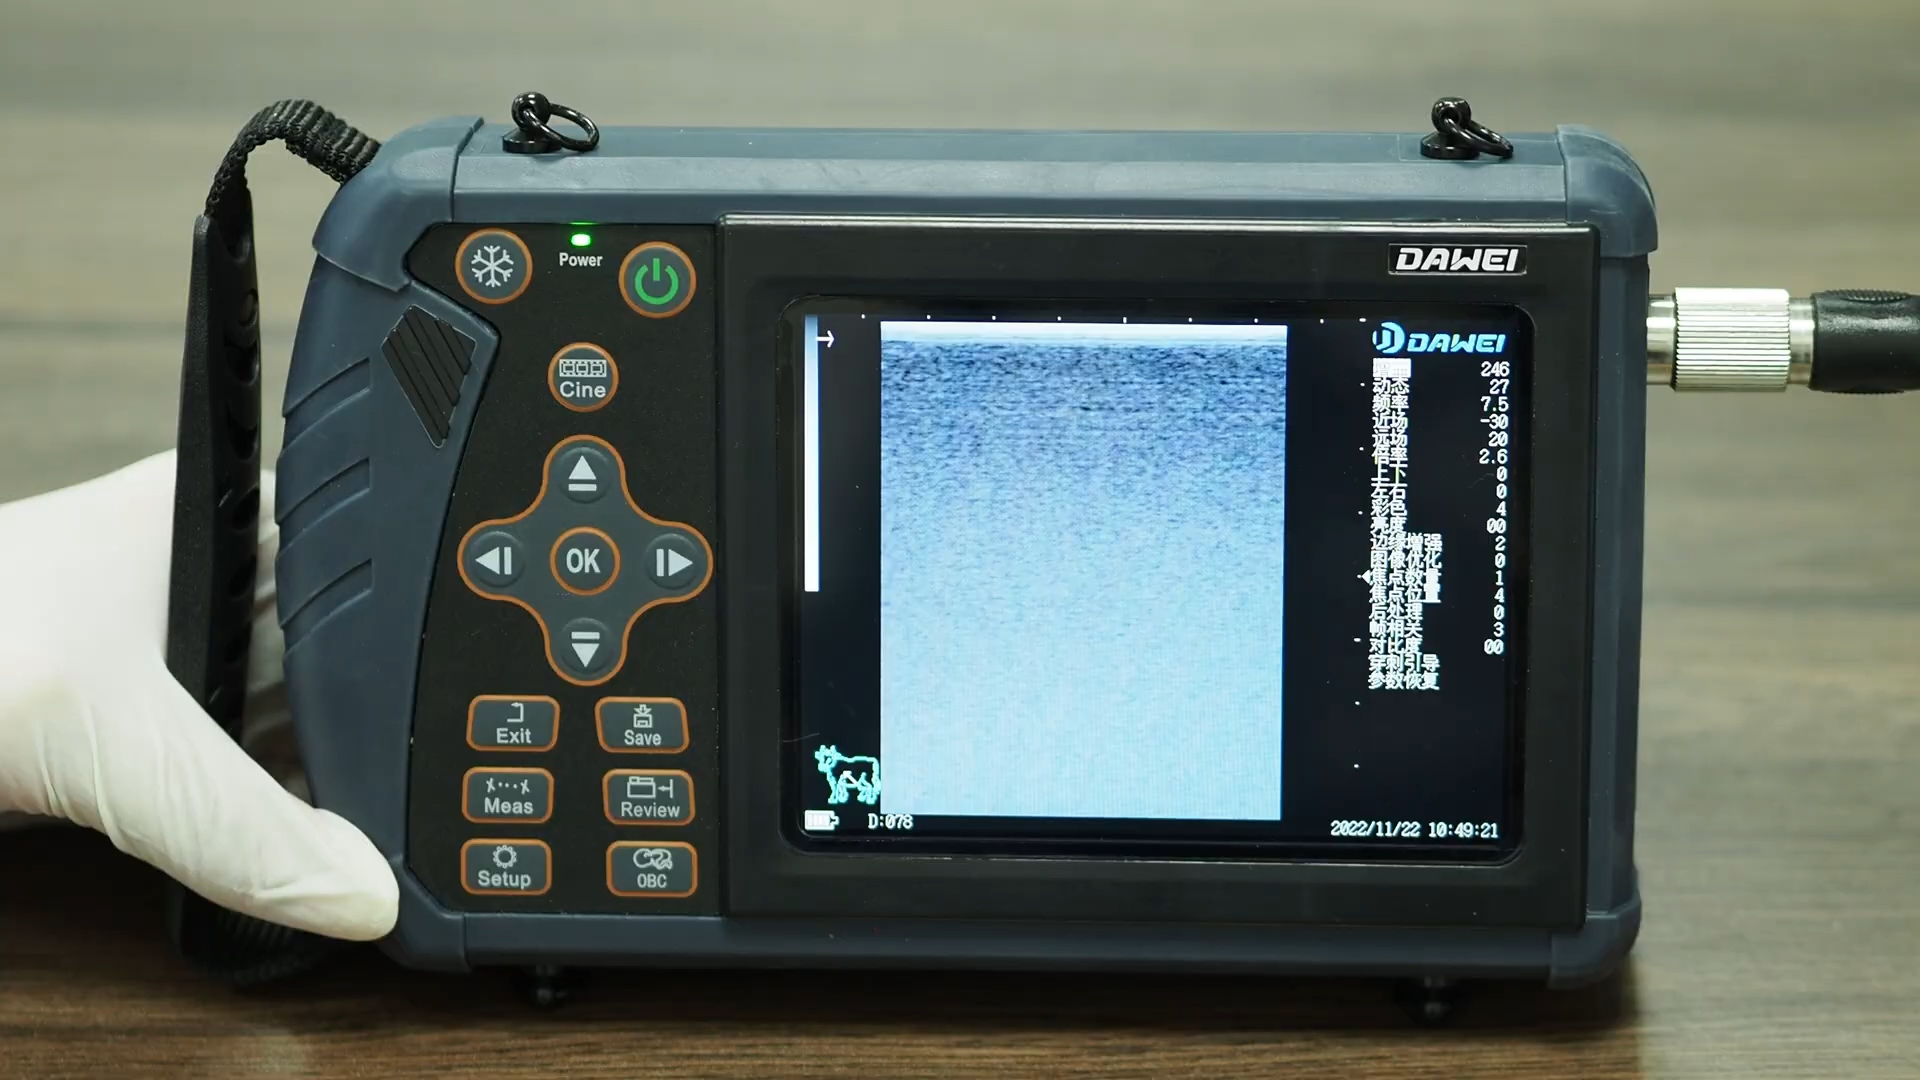 Power
Cine
OK
Exit
Save
Meas
Review
Setup
OBC
DAWEI
DAWEI
增益 246
动态 27
频率 7.5
近场 -30
远场 20
倍率 2.6
上下 0
左右 0
彩色 4
亮度 00
边缘增强 2
图像优化 0
焦点数量 1
焦点位置 4
后处理 0
帧相关 3
对比度 00
穿刺引导
参数恢复
D:078
2022/11/22 10:49:21